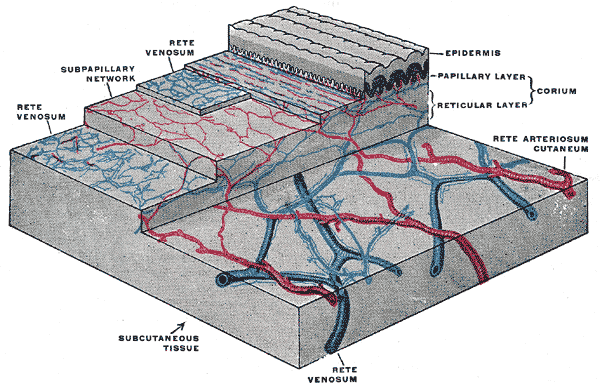 RETE
VENOSUM
SUBPAPILLARY
NETWORK
RETE
VENOSUM
EPIDERMIS
PAPILLARY LAYER
CORIUM
RETICULAR LAYER
RETE ARTERIOSUM
CUTANEUM
SUBCUTANEOUS
TISSUE
RETE
VENOSUM